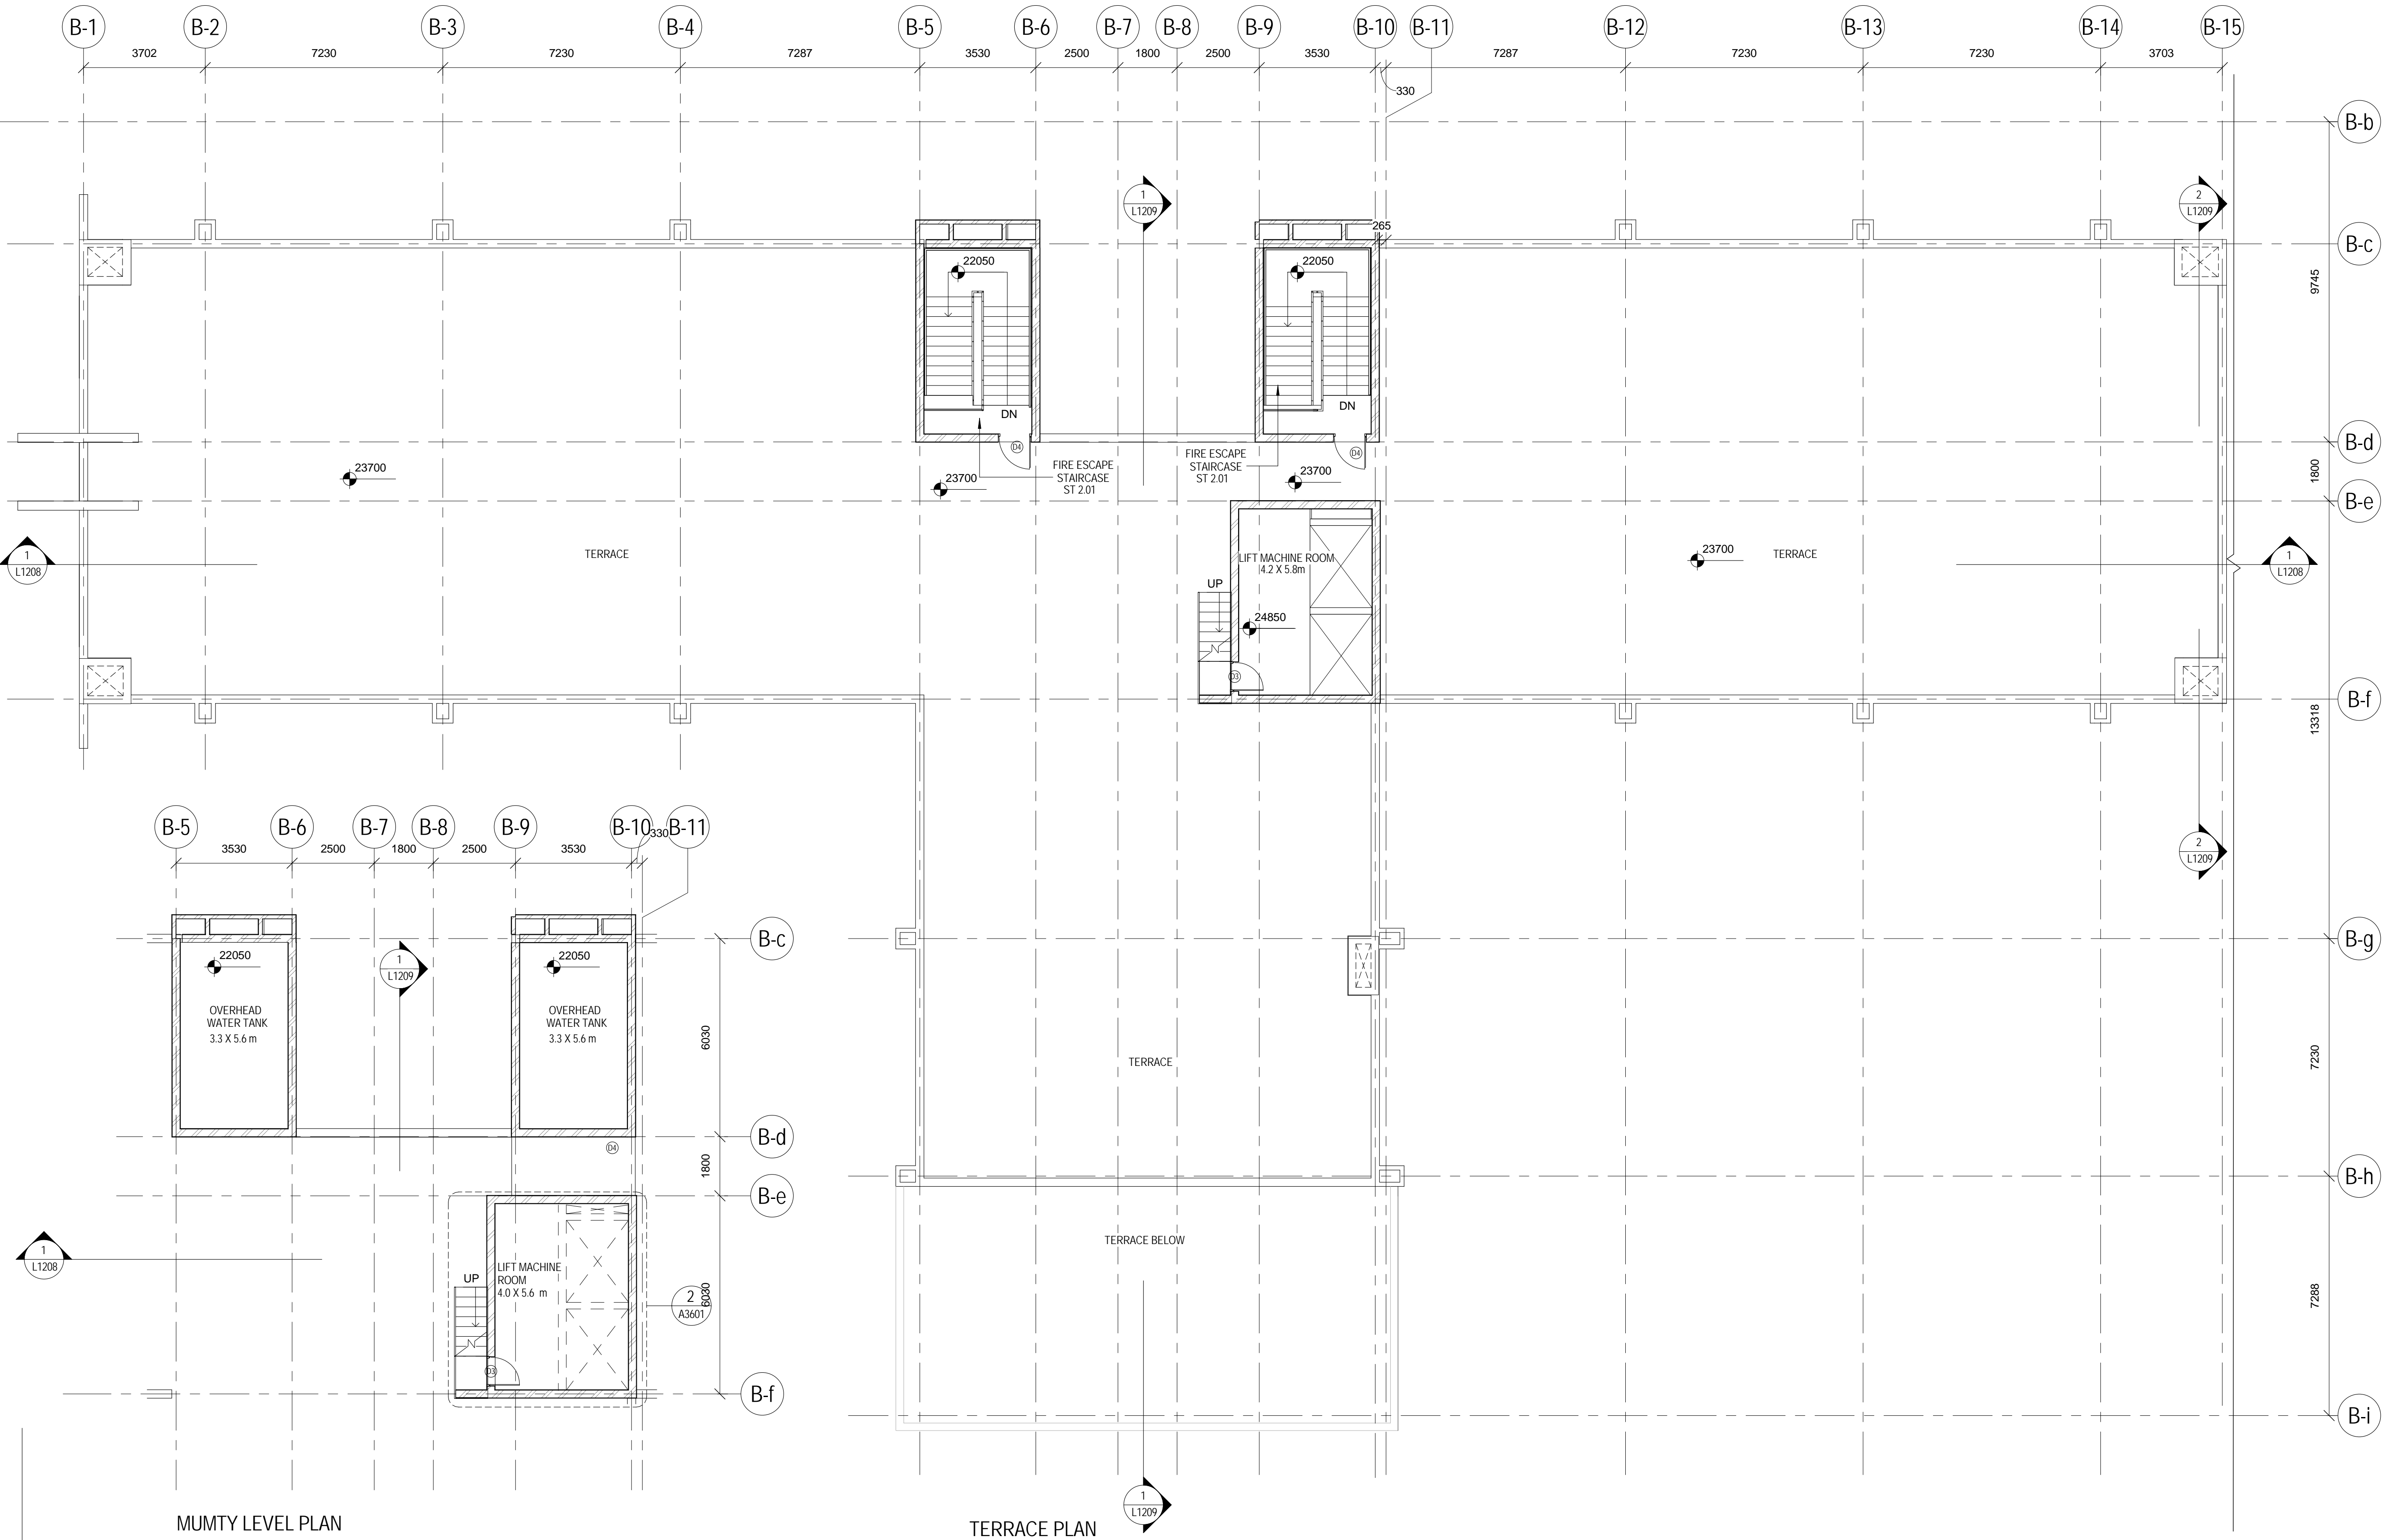 B-1 B-2 B-3 B-4 B-5 B-6 B-7 B-8 B-9 B-10 B-11 B-12 B-13 B-14 B-15
3702 7230 7230 7287 3530 2500 1800 2500 3530 7287 7230 7230 3703
330
B-b
1
L1209
2
L1209
265
B-c
22050
22050
9745
DN
DN
D4
D4
B-d
FIRE ESCAPE
STAIRCASE
ST 2.01
FIRE ESCAPE
STAIRCASE
ST 2.01
23700
23700
23700
1800
B-e
1
L1208
TERRACE
LIFT MACHINE ROOM
4.2 X 5.8m
UP
24850
D3
23700
TERRACE
1
L1208
B-f
13318
2
L1209
B-g
TERRACE
7230
B-h
TERRACE BELOW
7288
B-i
1
L1209
TERRACE PLAN
B-5 B-6 B-7 B-8 B-9 B-10 B-11
3530 2500 1800 2500 3530 330
B-c
22050
1
L1209
22050
OVERHEAD
WATER TANK
3.3 X 5.6 m
OVERHEAD
WATER TANK
3.3 X 5.6 m
6030
B-d
D4
1800
B-e
1
L1208
LIFT MACHINE
ROOM
4.0 X 5.6 m
UP
D3
2
A3601
6030
B-f
MUMTY LEVEL PLAN